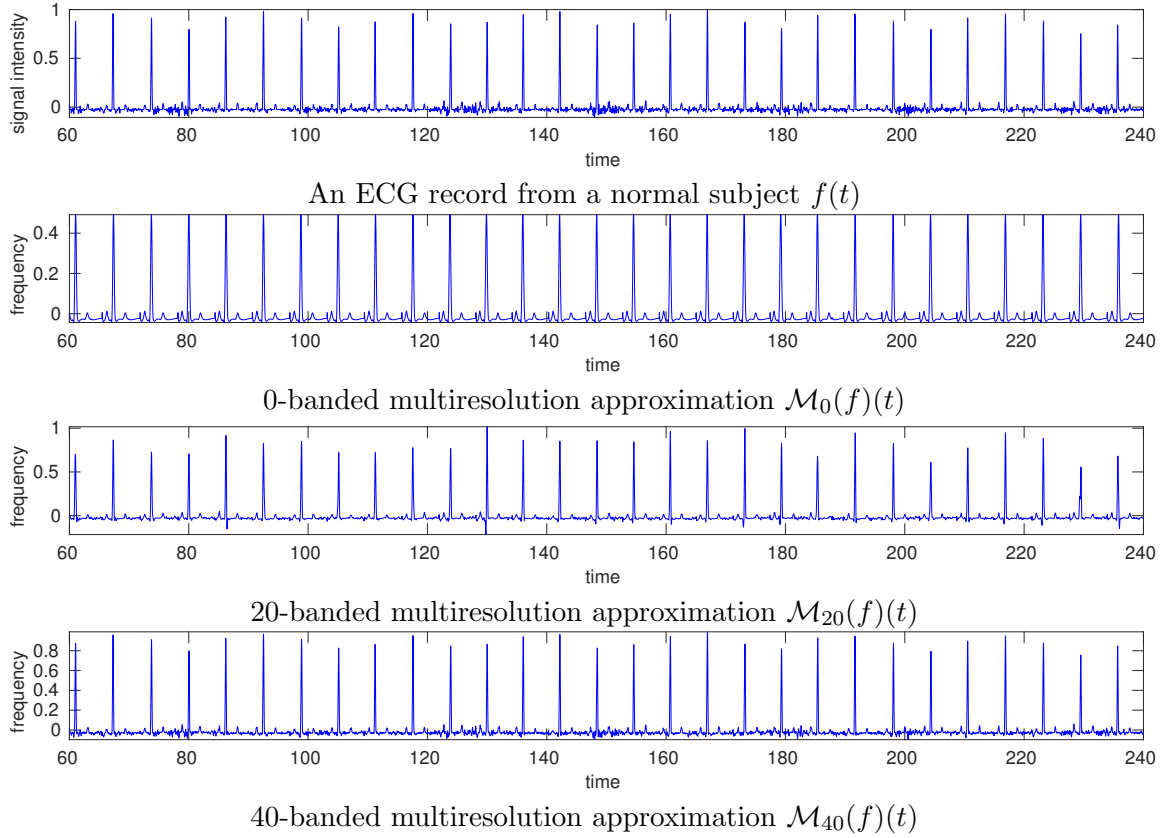 signal intensity
1
0.5
0
60 80 100 120 140 160 180 200 220 240
time
An ECG record from a normal subject f(t)
frequency
0.4
0.2
0
60 80 100 120 140 160 180 200 220 240
time
0-banded multiresolution approximation ℳ₀(f)(t)
frequency
1
0.5
0
60 80 100 120 140 160 180 200 220 240
time
20-banded multiresolution approximation ℳ₂₀(f)(t)
frequency
0.8
0.6
0.4
0.2
0
60 80 100 120 140 160 180 200 220 240
time
40-banded multiresolution approximation ℳ₄₀(f)(t)